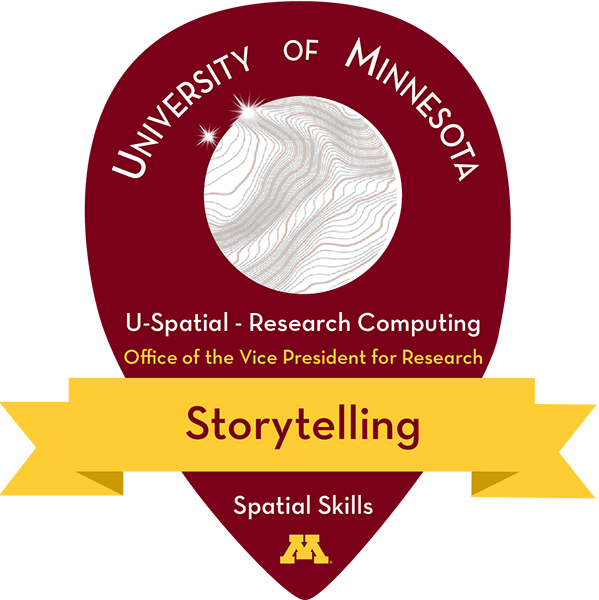 UNIVERSITY OF MINNESOTA
U-Spatial - Research Computing
Office of the Vice President for Research
Storytelling
Spatial Skills
M